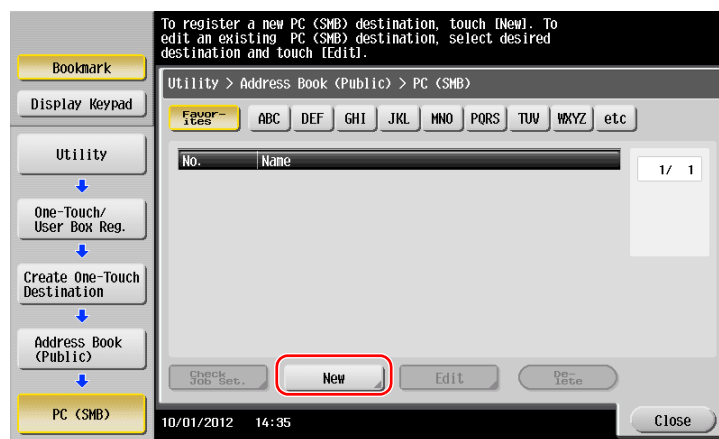 To register a new PC (SMB) destination, touch [New]. To
edit an existing  PC (SMB) destination, select desired
destination and touch [Edit].
Bookmark
Display Keypad
Utility
One-Touch/
User Box Reg.
Create One-Touch
Destination
Address Book
(Public)
PC (SMB)
Utility > Address Book (Public) > PC (SMB)
Favor-
ites
ABC DEF GHI JKL MNO PQRS TUV WXYZ etc
No. Name
1/ 1
Check
Job Set.
New
Edit
De-
lete
10/01/2012 14:35
Close